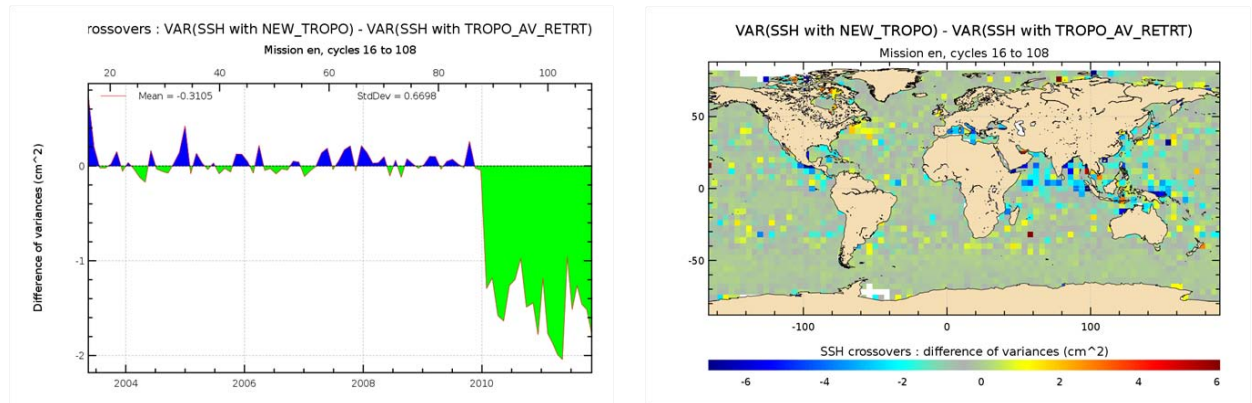 rossovers : VAR(SSH with NEW_TROPO) - VAR(SSH with TROPO_AV_RETRT)
Mission en, cycles 16 to 108
20 40 60 80 100
Mean = -0.3105 StdDev = 0.6698
Difference of variances (cm^2)
0
-1
-2
2004 2006 2008 2010
VAR(SSH with NEW_TROPO) - VAR(SSH with TROPO_AV_RETRT)
Mission en, cycles 16 to 108
50
0
-50
-100 0 100
SSH crossovers : difference of variances (cm^2)
-6 -4 -2 0 2 4 6